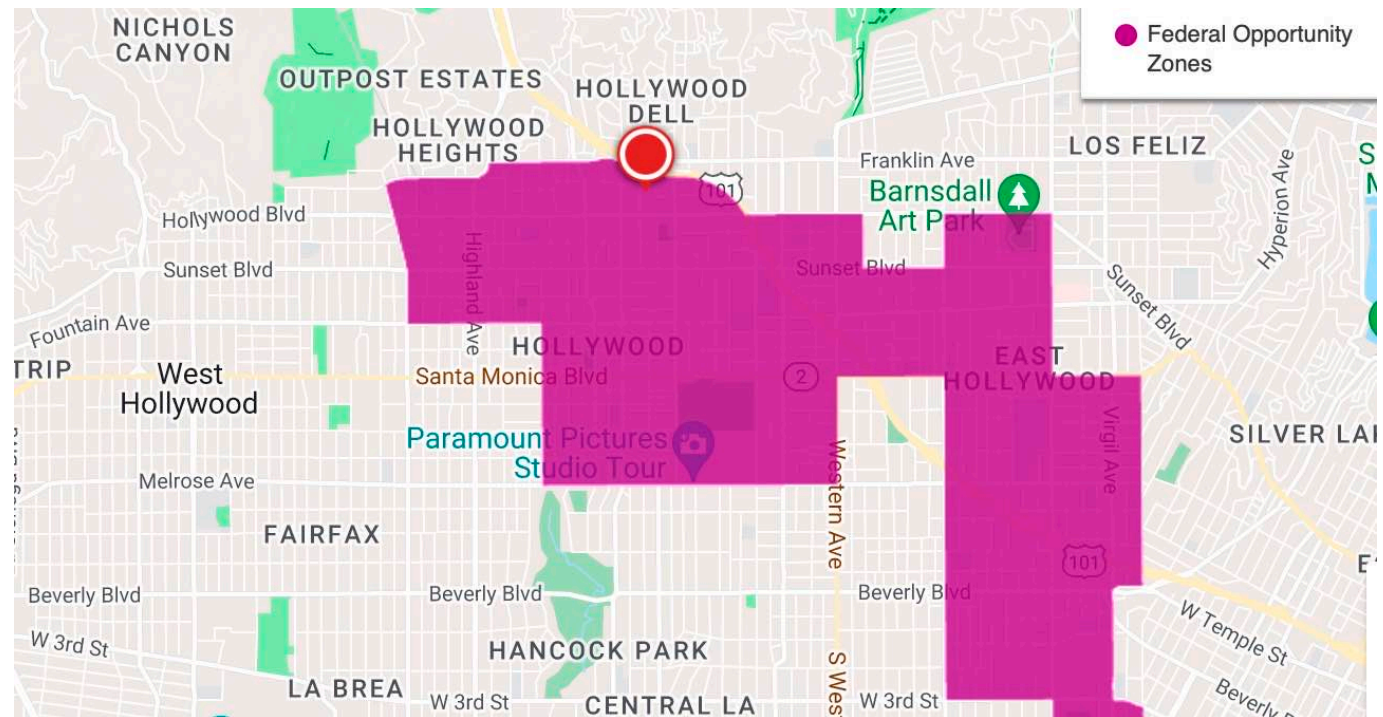 NICHOLS
CANYON
OUTPOST ESTATES
HOLLYWOOD
DELL
HOLLYWOOD
HEIGHTS
Federal Opportunity
Zones
LOS FELIZ
Franklin Ave
101
Barnsdall
Art Park
Hollywood Blvd
Hyperion Ave
Sunset Blvd
Highland Ave
Sunset Blvd
Sunset Blvd
Fountain Ave
HOLLYWOOD
EAST
HOLLYWOOD
TRIP
West
Hollywood
Santa Monica Blvd
2
Virgil Ave
Paramount Pictures
Studio Tour
SILVER LA
Melrose Ave
Western Ave
FAIRFAX
101
Beverly Blvd
Beverly Blvd
Beverly Blvd
W Temple St
W 3rd St
HANCOCK PARK
S Wes
LA BREA
W 3rd St
CENTRAL LA
W 3rd St
Beverly